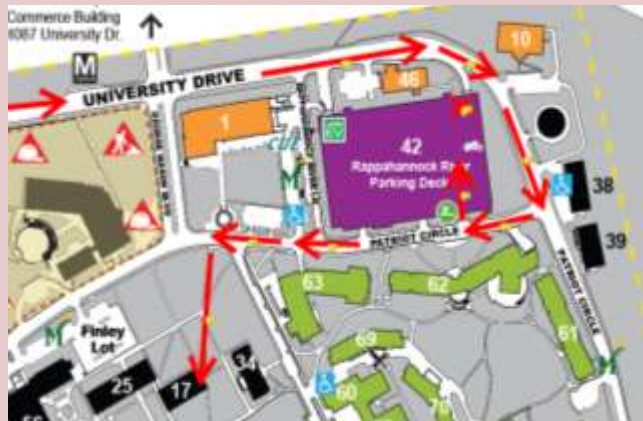 Commerce Building
4087 University Dr.
M
UNIVERSITY DRIVE
10
46
1
42
Rappahannock River
Parking Deck
38
PATRIOT CIRCLE
39
PATRIOT CIRCLE
63
62
61
M
Finley
Lot
69
34
25
17
60